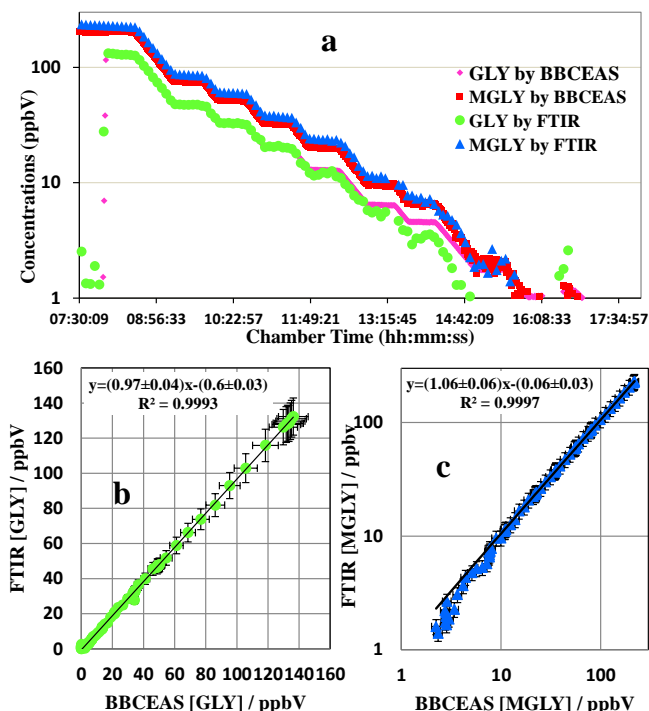 a
GLY by BBCEAS
MGLY by BBCEAS
GLY by FTIR
MGLY by FTIR
Concentrations (ppbV)
100
10
1
07:30:09 08:56:33 10:22:57 11:49:21 13:15:45 14:42:09 16:08:33 17:34:57
Chamber Time (hh:mm:ss)
y=(0.97±0.04)x-(0.6±0.03)
R² = 0.9993
b
FTIR [GLY] / ppbV
160
140
120
100
80
60
40
20
0
0 20 40 60 80 100 120 140 160
BBCEAS [GLY] / ppbV
y=(1.06±0.06)x-(0.06±0.03)
R² = 0.9997
c
FTIR [MGLY] / ppbv
100
10
1
1 10 100
BBCEAS [MGLY] / ppbV